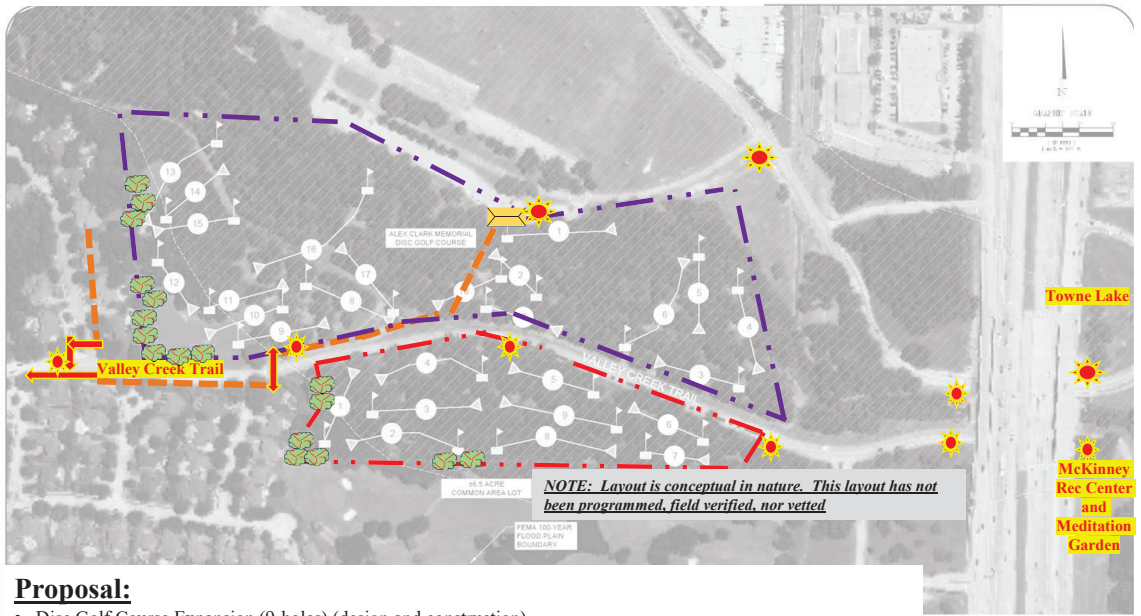 N
GRAPHIC SCALE
ALEX CLARK MEMORIAL
DISC GOLF COURSE
13
14
15
16
17
12
11
10
9
8
1
2
6
5
4
3
Towne Lake
Valley Creek Trail
VALLEY CREEK TRAIL
1
4
5
3
2
9
8
6
7
±6.5 ACRE
COMMON AREA LOT
NOTE: Layout is conceptual in nature. This layout has not
been programmed, field verified, nor vetted
McKinney
Rec Center
and
Meditation
Garden
FEMA 100-YEAR
FLOOD PLAIN
BOUNDARY
Proposal: